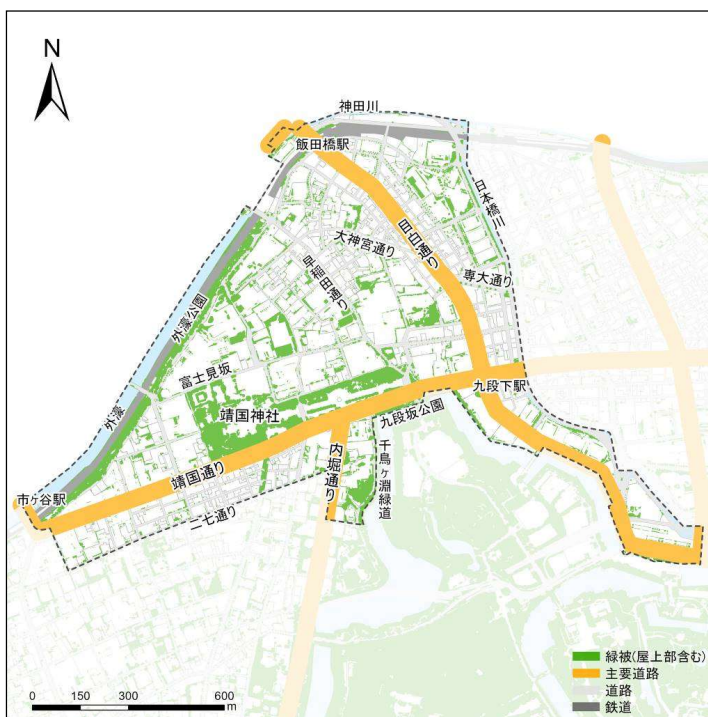 N
神田川
飯田橋駅
日本橋川
目白通り
大神宮通り
早稲田通り
専大通り
外濠公園
富士見坂
九段下駅
外濠
靖国神社
九段坂公園
靖国通り
内堀通り
千鳥ヶ淵緑道
市ヶ谷駅
二七通り
緑被(屋上部含む)
主要道路
道路
鉄道
0 150 300 600
m